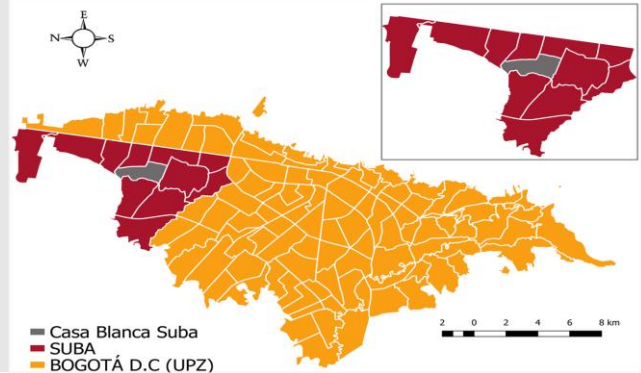 E
N S
W
Casa Blanca Suba
SUBA
BOGOTÁ D.C (UPZ)
2 0 2 4 6 8 km